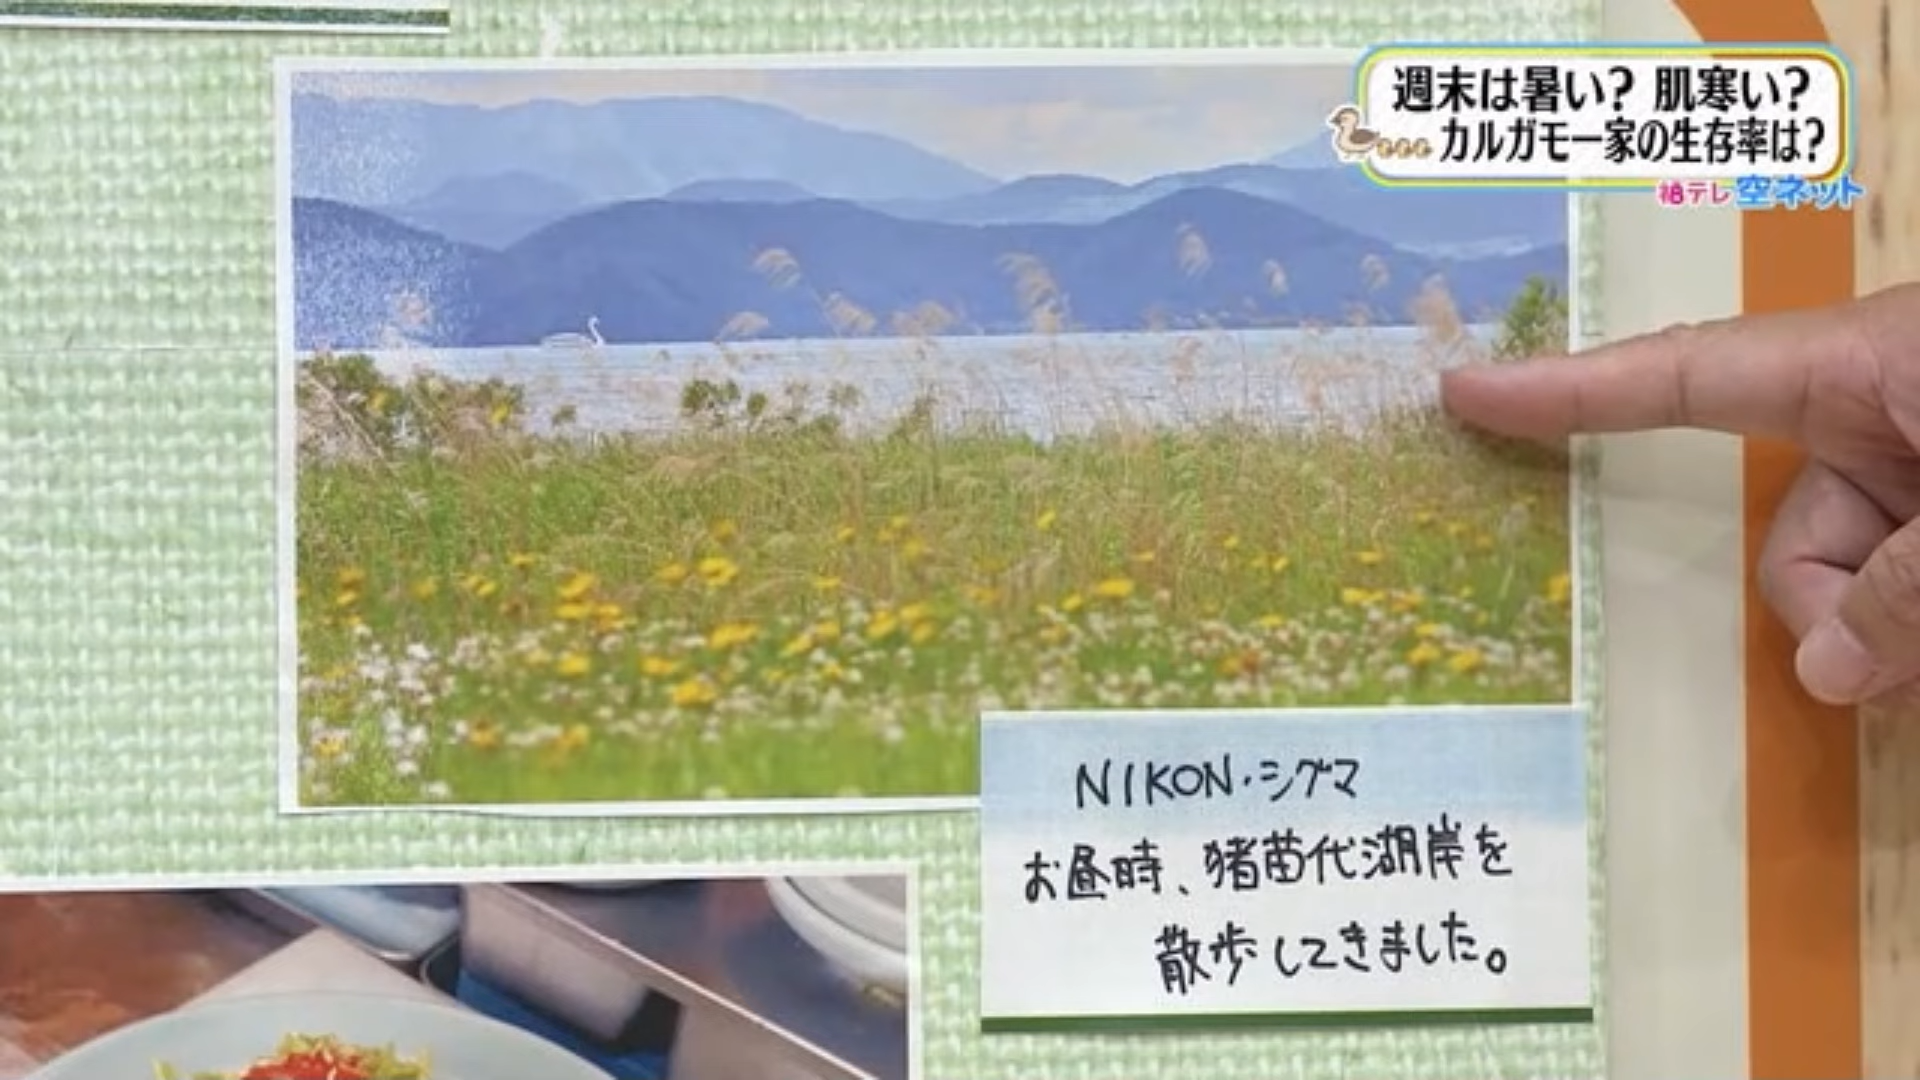 週末は暑い? 肌寒い?
カルガモ一家の生存率は?
福テレ 空ネット
NIKON・シグマ
お昼時、猪苗代湖岸を
散歩してきました。